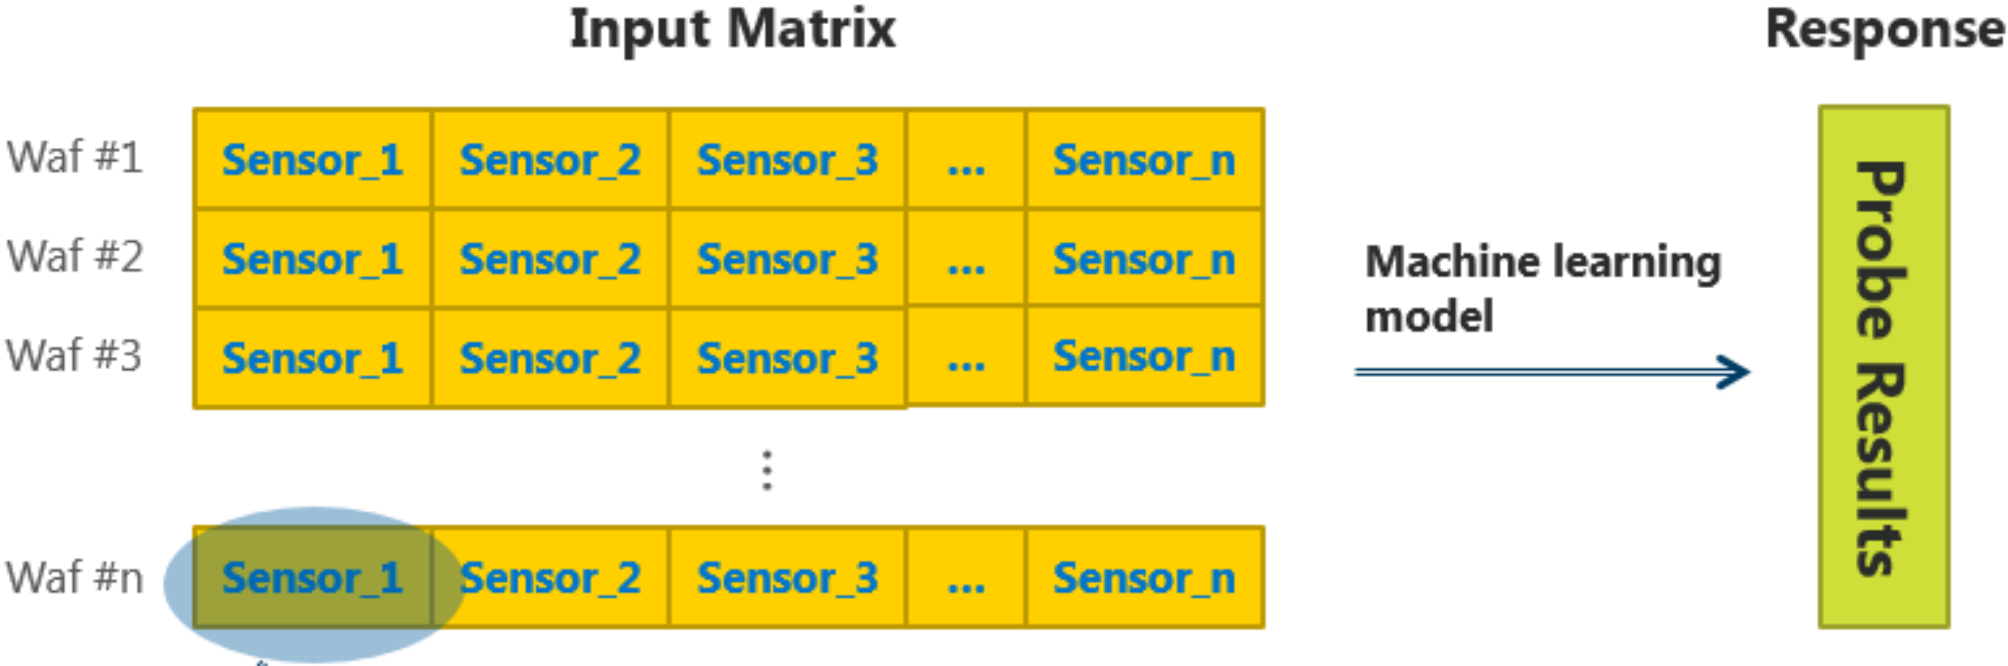 Input Matrix
Response
Waf #1 Sensor_1 Sensor_2 Sensor_3 ... Sensor_n
Waf #2 Sensor_1 Sensor_2 Sensor_3 ... Sensor_n
Waf #3 Sensor_1 Sensor_2 Sensor_3 ... Sensor_n
⋮
Waf #n Sensor_1 Sensor_2 Sensor_3 ... Sensor_n
Machine learning
model
Probe Results